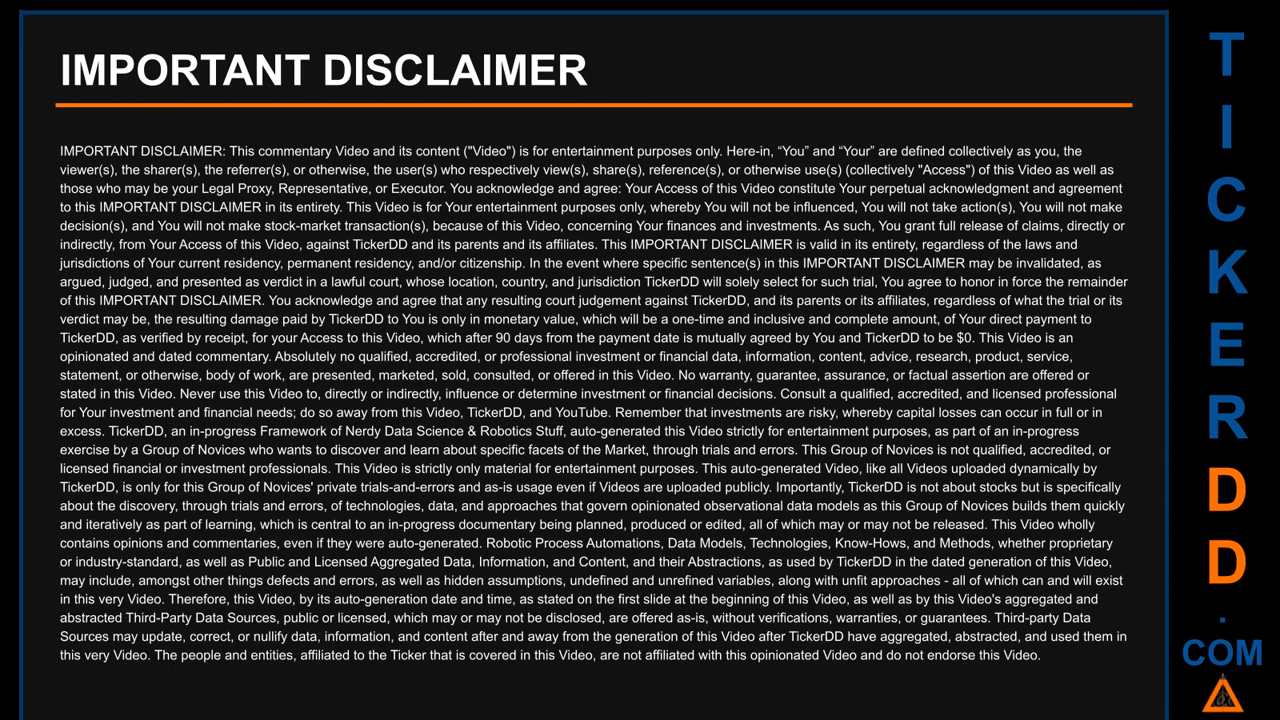 IMPORTANT DISCLAIMER
IMPORTANT DISCLAIMER: This commentary Video and its content ("Video") is for entertainment purposes only. Here-in, “You” and “Your” are defined collectively as you, the
viewer(s), the sharer(s), the referrer(s), or otherwise, the user(s) who respectively view(s), share(s), reference(s), or otherwise use(s) (collectively "Access") of this Video as well as
those who may be your Legal Proxy, Representative, or Executor. You acknowledge and agree: Your Access of this Video constitute Your perpetual acknowledgment and agreement
to this IMPORTANT DISCLAIMER in its entirety. This Video is for Your entertainment purposes only, whereby You will not be influenced, You will not take action(s), You will not make
decision(s), and You will not make stock-market transaction(s), because of this Video, concerning Your finances and investments. As such, You grant full release of claims, directly or
indirectly, from Your Access of this Video, against TickerDD and its parents and its affiliates. This IMPORTANT DISCLAIMER is valid in its entirety, regardless of the laws and
jurisdictions of Your current residency, permanent residency, and/or citizenship. In the event where specific sentence(s) in this IMPORTANT DISCLAIMER may be invalidated, as
argued, judged, and presented as verdict in a lawful court, whose location, country, and jurisdiction TickerDD will solely select for such trial, You agree to honor in force the remainder
of this IMPORTANT DISCLAIMER. You acknowledge and agree that any resulting court judgement against TickerDD, and its parents or its affiliates, regardless of what the trial or its
verdict may be, the resulting damage paid by TickerDD to You is only in monetary value, which will be a one-time and inclusive and complete amount, of Your direct payment to
TickerDD, as verified by receipt, for your Access to this Video, which after 90 days from the payment date is mutually agreed by You and TickerDD to be $0. This Video is an
opinionated and dated commentary. Absolutely no qualified, accredited, or professional investment or financial data, information, content, advice, research, product, service,
statement, or otherwise, body of work, are presented, marketed, sold, consulted, or offered in this Video. No warranty, guarantee, assurance, or factual assertion are offered or
stated in this Video. Never use this Video to, directly or indirectly, influence or determine investment or financial decisions. Consult a qualified, accredited, and licensed professional
for Your investment and financial needs; do so away from this Video, TickerDD, and YouTube. Remember that investments are risky, whereby capital losses can occur in full or in
excess. TickerDD, an in-progress Framework of Nerdy Data Science & Robotics Stuff, auto-generated this Video strictly for entertainment purposes, as part of an in-progress
exercise by a Group of Novices who wants to discover and learn about specific facets of the Market, through trials and errors. This Group of Novices is not qualified, accredited, or
licensed financial or investment professionals. This Video is strictly only material for entertainment purposes. This auto-generated Video, like all Videos uploaded dynamically by
TickerDD, is only for this Group of Novices' private trials-and-errors and as-is usage even if Videos are uploaded publicly. Importantly, TickerDD is not about stocks but is specifically
about the discovery, through trials and errors, of technologies, data, and approaches that govern opinionated observational data models as this Group of Novices builds them quickly
and iteratively as part of learning, which is central to an in-progress documentary being planned, produced or edited, all of which may or may not be released. This Video wholly
contains opinions and commentaries, even if they were auto-generated. Robotic Process Automations, Data Models, Technologies, Know-Hows, and Methods, whether proprietary
or industry-standard, as well as Public and Licensed Aggregated Data, Information, and Content, and their Abstractions, as used by TickerDD in the dated generation of this Video,
may include, amongst other things defects and errors, as well as hidden assumptions, undefined and unrefined variables, along with unfit approaches - all of which can and will exist
in this very Video. Therefore, this Video, by its auto-generation date and time, as stated on the first slide at the beginning of this Video, as well as by this Video's aggregated and
abstracted Third-Party Data Sources, public or licensed, which may or may not be disclosed, are offered as-is, without verifications, warranties, or guarantees. Third-party Data
Sources may update, correct, or nullify data, information, and content after and away from the generation of this Video after TickerDD have aggregated, abstracted, and used them in
this very Video. The people and entities, affiliated to the Ticker that is covered in this Video, are not affiliated with this opinionated Video and do not endorse this Video.
T
I
C
K
E
R
D
D
.
COM